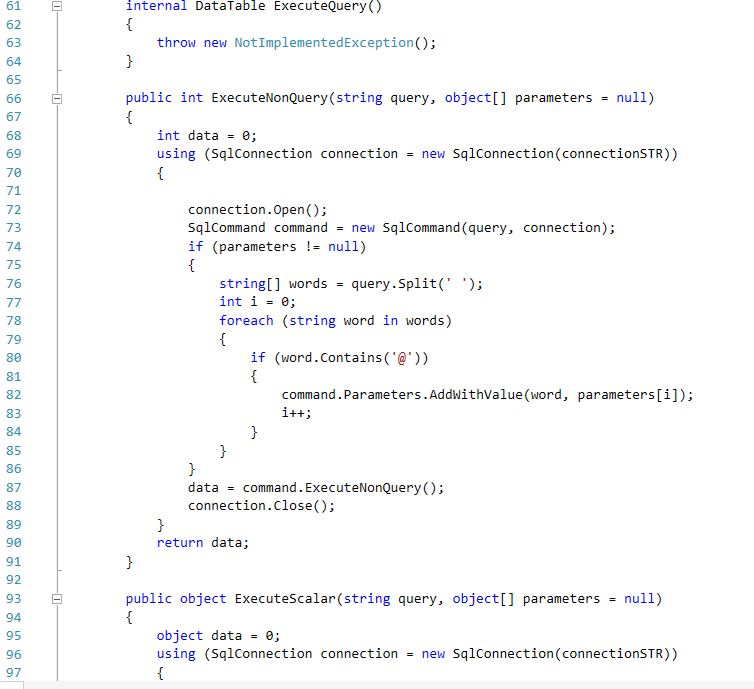 61 internal DataTable ExecuteQuery()
62 {
63 throw new NotImplementedException();
64 }
65
66 public int ExecuteNonQuery(string query, object[] parameters = null)
67 {
68 int data = 0;
69 using (SqlConnection connection = new SqlConnection(connectionSTR))
70 {
71
72 connection.Open();
73 SqlCommand command = new SqlCommand(query, connection);
74 if (parameters != null)
75 {
76 string[] words = query.Split(' ');
77 int i = 0;
78 foreach (string word in words)
79 {
80 if (word.Contains('@'))
81 {
82 command.Parameters.AddWithValue(word, parameters[i]);
83 i++;
84 }
85 }
86 }
87 data = command.ExecuteNonQuery();
88 connection.Close();
89 }
90 return data;
91 }
92
93 public object ExecuteScalar(string query, object[] parameters = null)
94 {
95 object data = 0;
96 using (SqlConnection connection = new SqlConnection(connectionSTR))
97 {